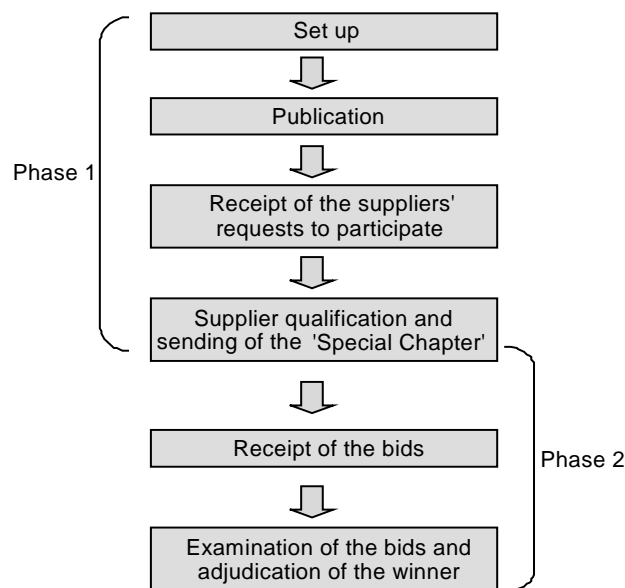 Set up
Publication
Phase 1
Receipt of the suppliers'
requests to participate
Supplier qualification and
sending of the 'Special Chapter'
Receipt of the bids
Phase 2
Examination of the bids and
adjudication of the winner